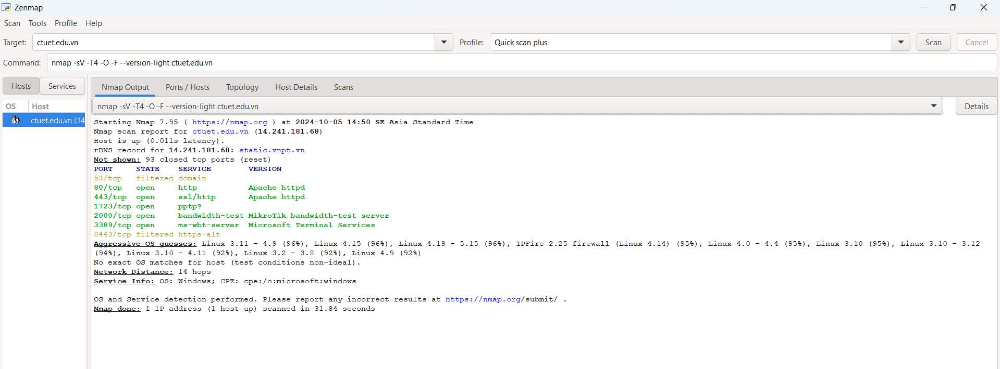 Zenmap
Scan Tools Profile Help
Target: ctuet.edu.vn Profile: Quick scan plus Scan Cancel
Command: nmap -sV -T4 -O -F --version-light ctuet.edu.vn
Hosts Services Nmap Output Ports / Hosts Topology Host Details Scans
OS Host
nmap -sV -T4 -O -F --version-light ctuet.edu.vn Details
ctuet.edu.vn (14
Starting Nmap 7.95 ( https://nmap.org ) at 2024-10-05 14:50 SE Asia Standard Time
Nmap scan report for ctuet.edu.vn (14.241.181.68)
Host is up (0.011s latency).
rDNS record for 14.241.181.68: static.vnpt.vn
Not shown: 93 closed tcp ports (reset)
PORT STATE SERVICE VERSION
53/tcp filtered domain
80/tcp open http Apache httpd
443/tcp open ssl/http Apache httpd
1723/tcp open pptp?
2000/tcp open bandwidth-test MikroTik bandwidth-test server
3389/tcp open ms-wbt-server Microsoft Terminal Services
8443/tcp filtered https-alt
Aggressive OS guesses: Linux 3.11 - 4.9 (96%), Linux 4.15 (96%), Linux 4.19 - 5.15 (96%), IPFire 2.25 firewall (Linux 4.14) (95%), Linux 4.0 - 4.4 (95%), Linux 3.10 (95%), Linux 3.10 - 3.12
(94%), Linux 3.10 - 4.11 (92%), Linux 3.2 - 3.8 (92%), Linux 4.9 (92%)
No exact OS matches for host (test conditions non-ideal).
Network Distance: 14 hops
Service Info: OS: Windows; CPE: cpe:/o:microsoft:windows
OS and Service detection performed. Please report any incorrect results at https://nmap.org/submit/ .
Nmap done: 1 IP address (1 host up) scanned in 31.84 seconds